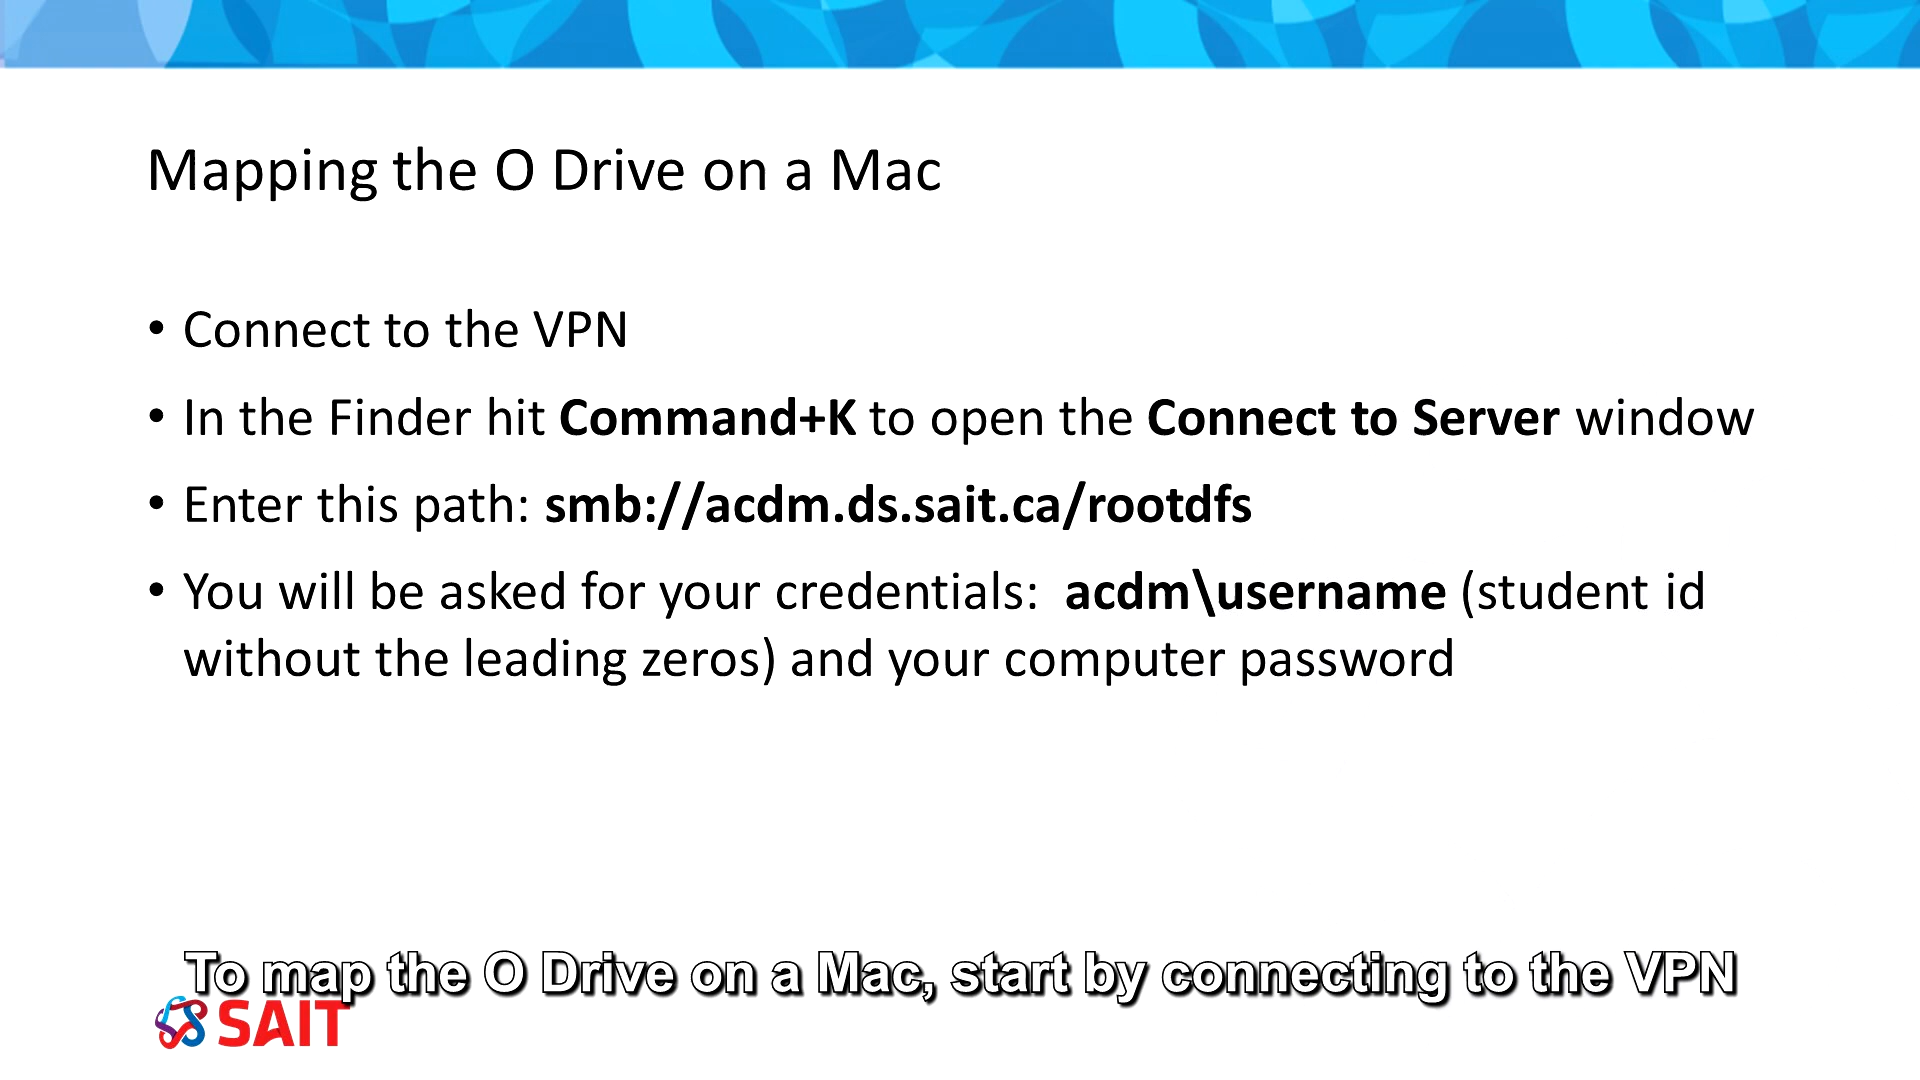 Mapping the O Drive on a Mac
• Connect to the VPN
• In the Finder hit Command+K to open the Connect to Server window
• Enter this path: smb://acdm.ds.sait.ca/rootdfs
• You will be asked for your credentials:  acdm\username (student id
without the leading zeros) and your computer password
To map the O Drive on a Mac, start by connecting to the VPN
SAIT